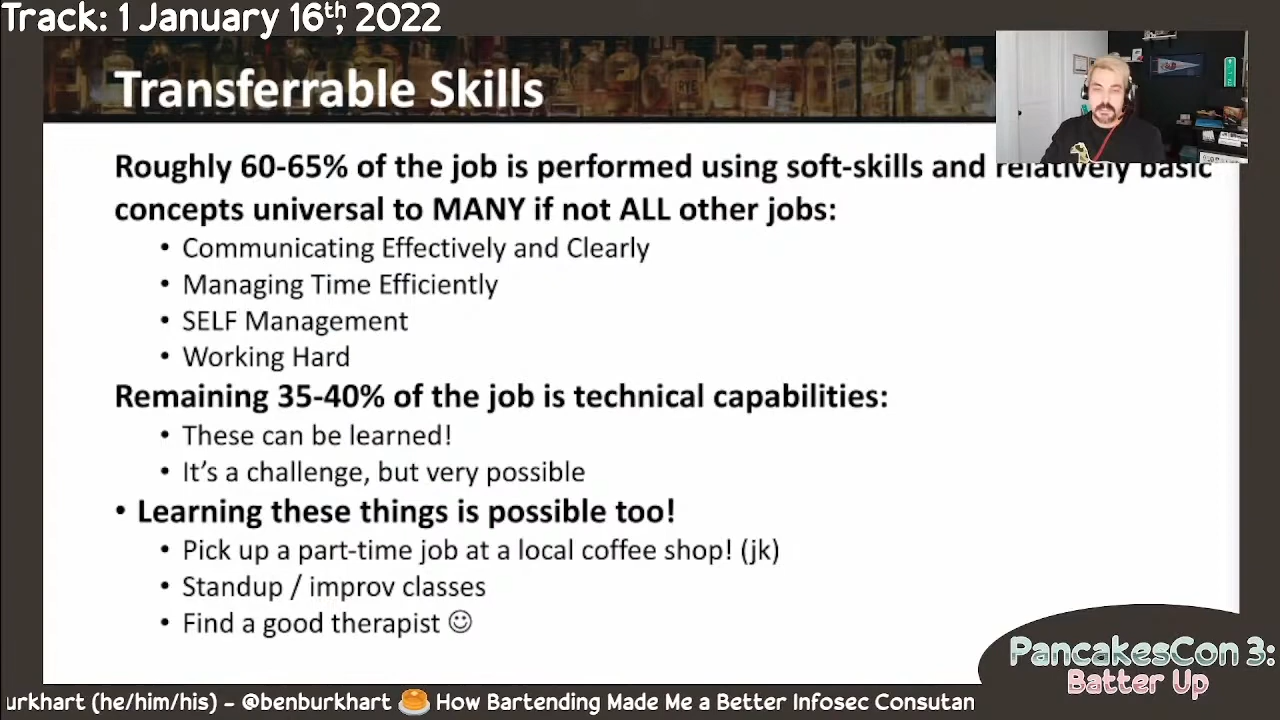 Track: 1 January 16th, 2022
Transferrable Skills
Roughly 60-65% of the job is performed using soft-skills and relatively basic
concepts universal to MANY if not ALL other jobs:
• Communicating Effectively and Clearly
• Managing Time Efficiently
• SELF Management
• Working Hard
Remaining 35-40% of the job is technical capabilities:
• These can be learned!
• It's a challenge, but very possible
• Learning these things is possible too!
• Pick up a part-time job at a local coffee shop! (jk)
• Standup / improv classes
• Find a good therapist ☺
PancakesCon 3:
Batter Up
urkhart (he/him/his) - @benburkhart 🥞 How Bartending Made Me a Better Infosec Consutan
RYE